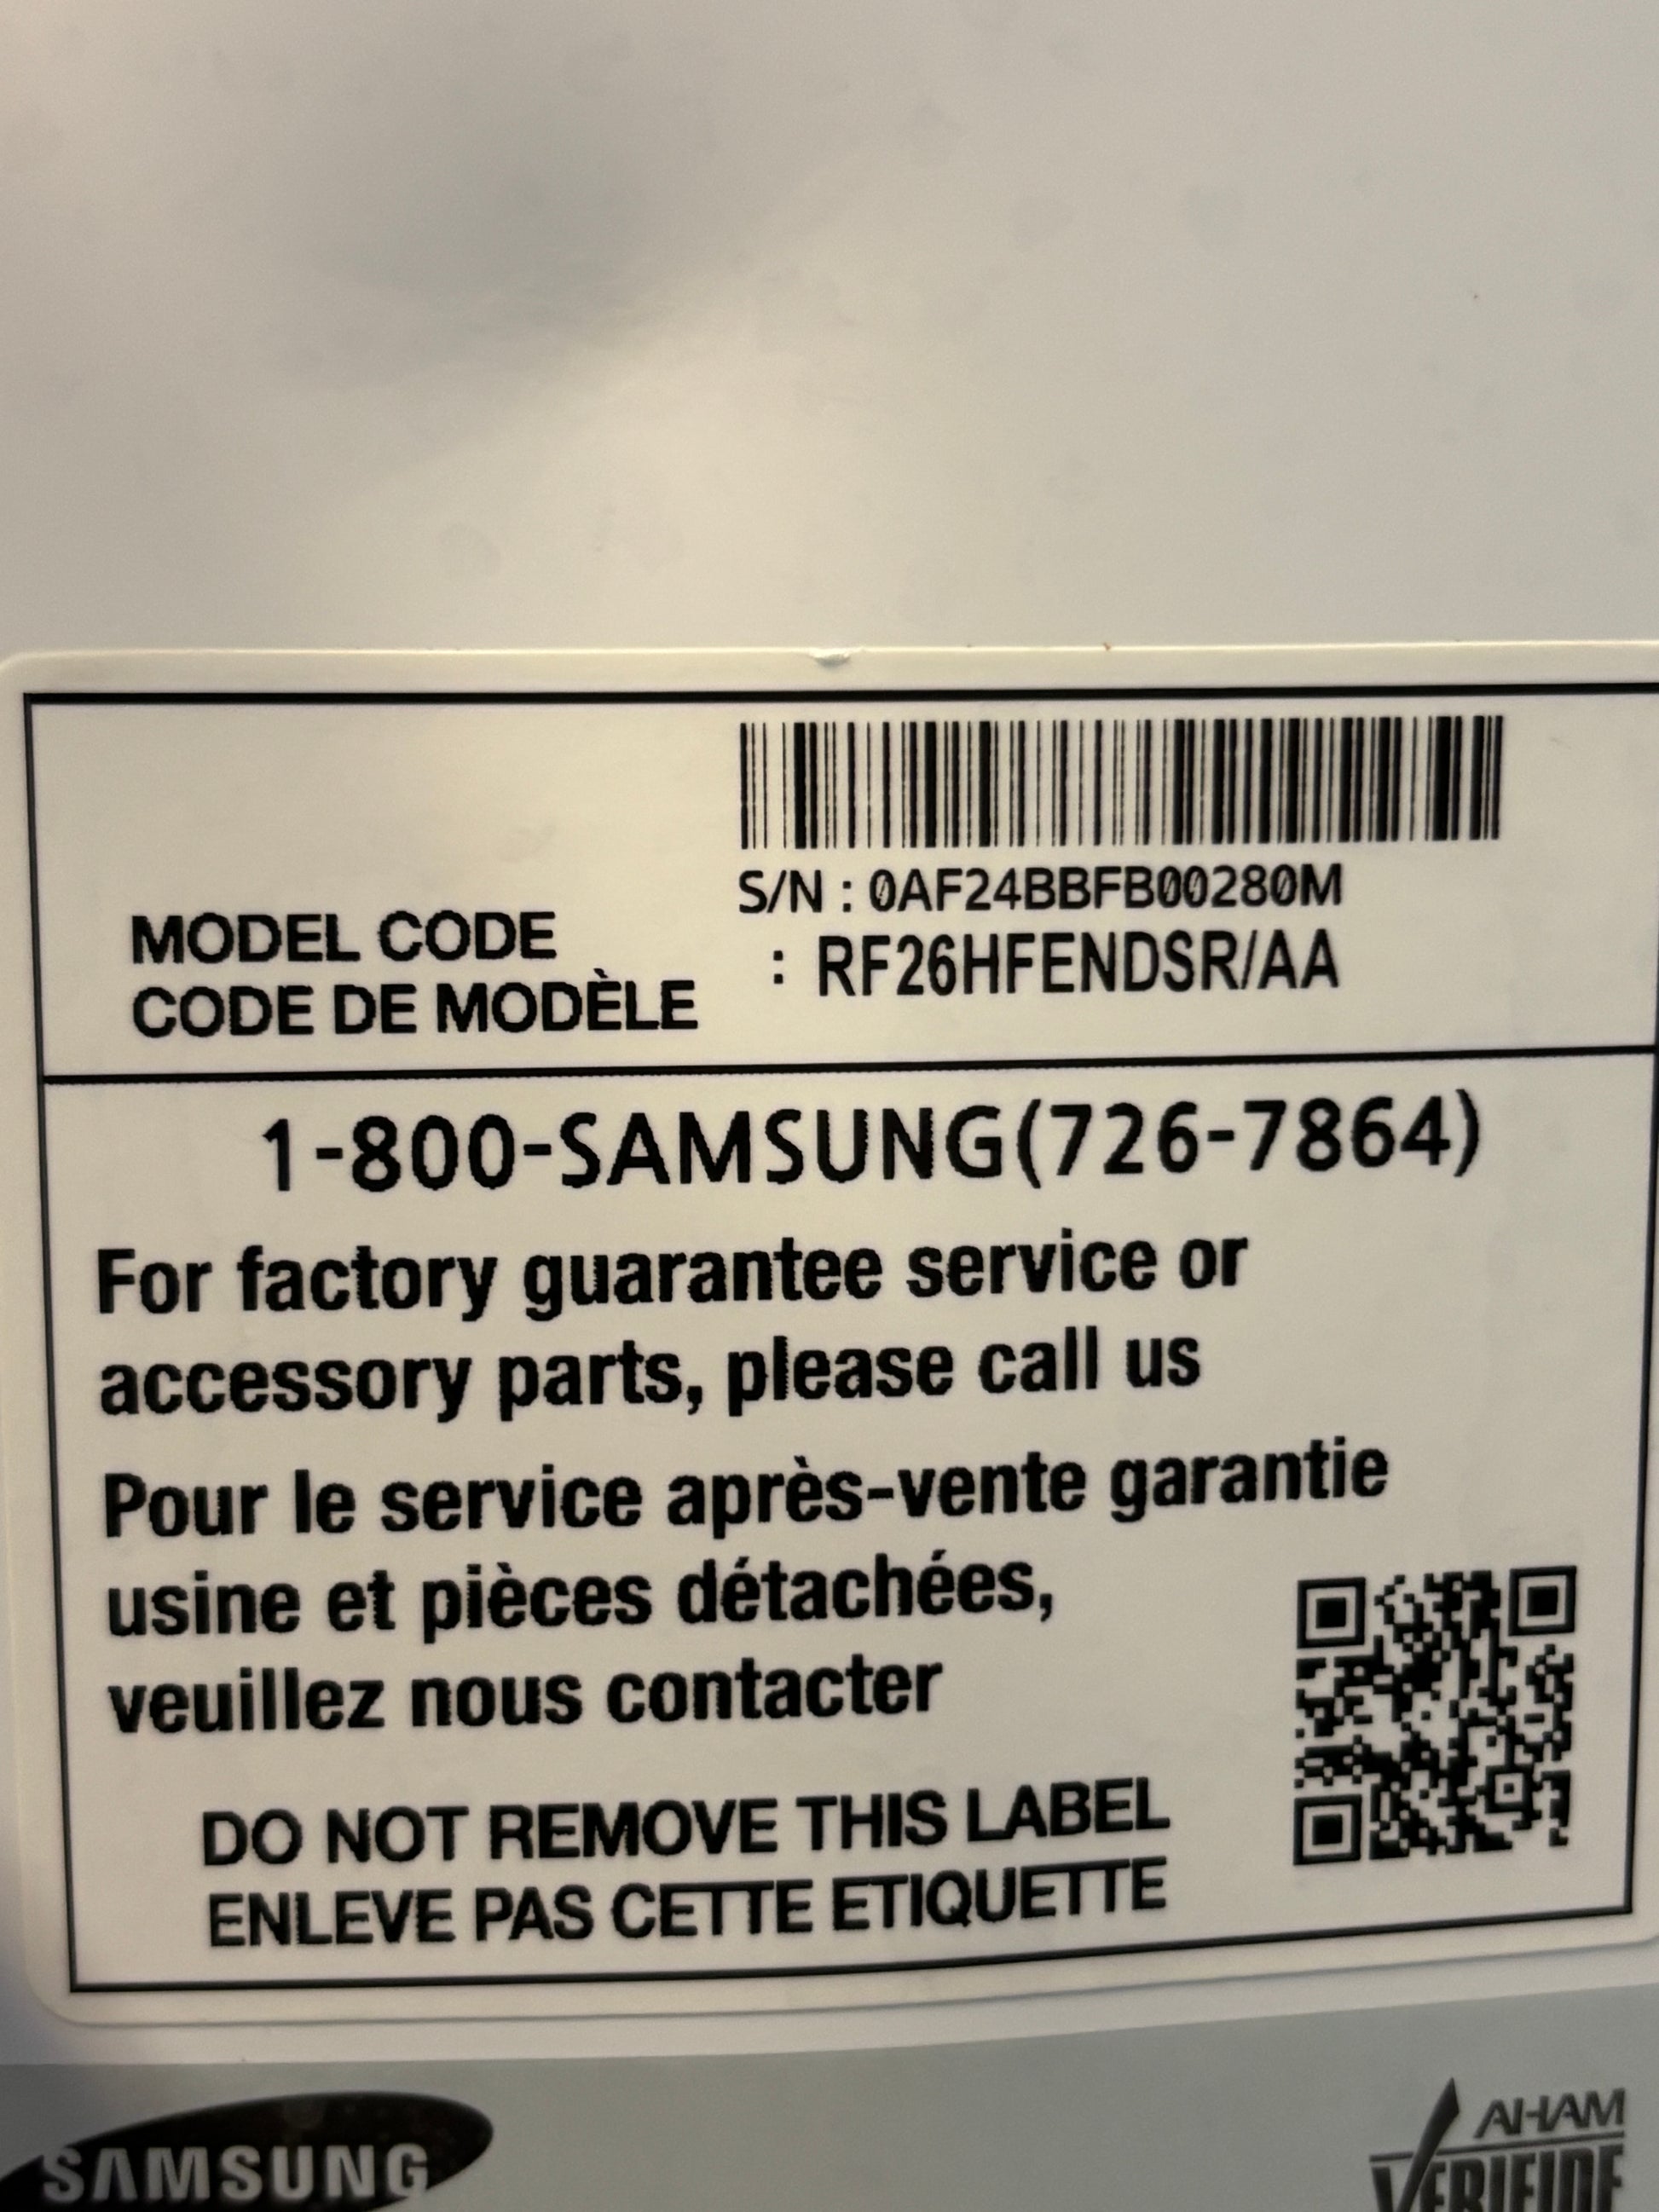 S/N : 0AF24BBFB00280M
MODEL CODE
CODE DE MODÈLE : RF26HFENDSR/AA
1-800-SAMSUNG(726-7864)
For factory guarantee service or
accessory parts, please call us
Pour le service après-vente garantie
usine et pièces détachées,
veuillez nous contacter
DO NOT REMOVE THIS LABEL
ENLEVE PAS CETTE ETIQUETTE
SAMSUNG
AHAM
VERIFIDE